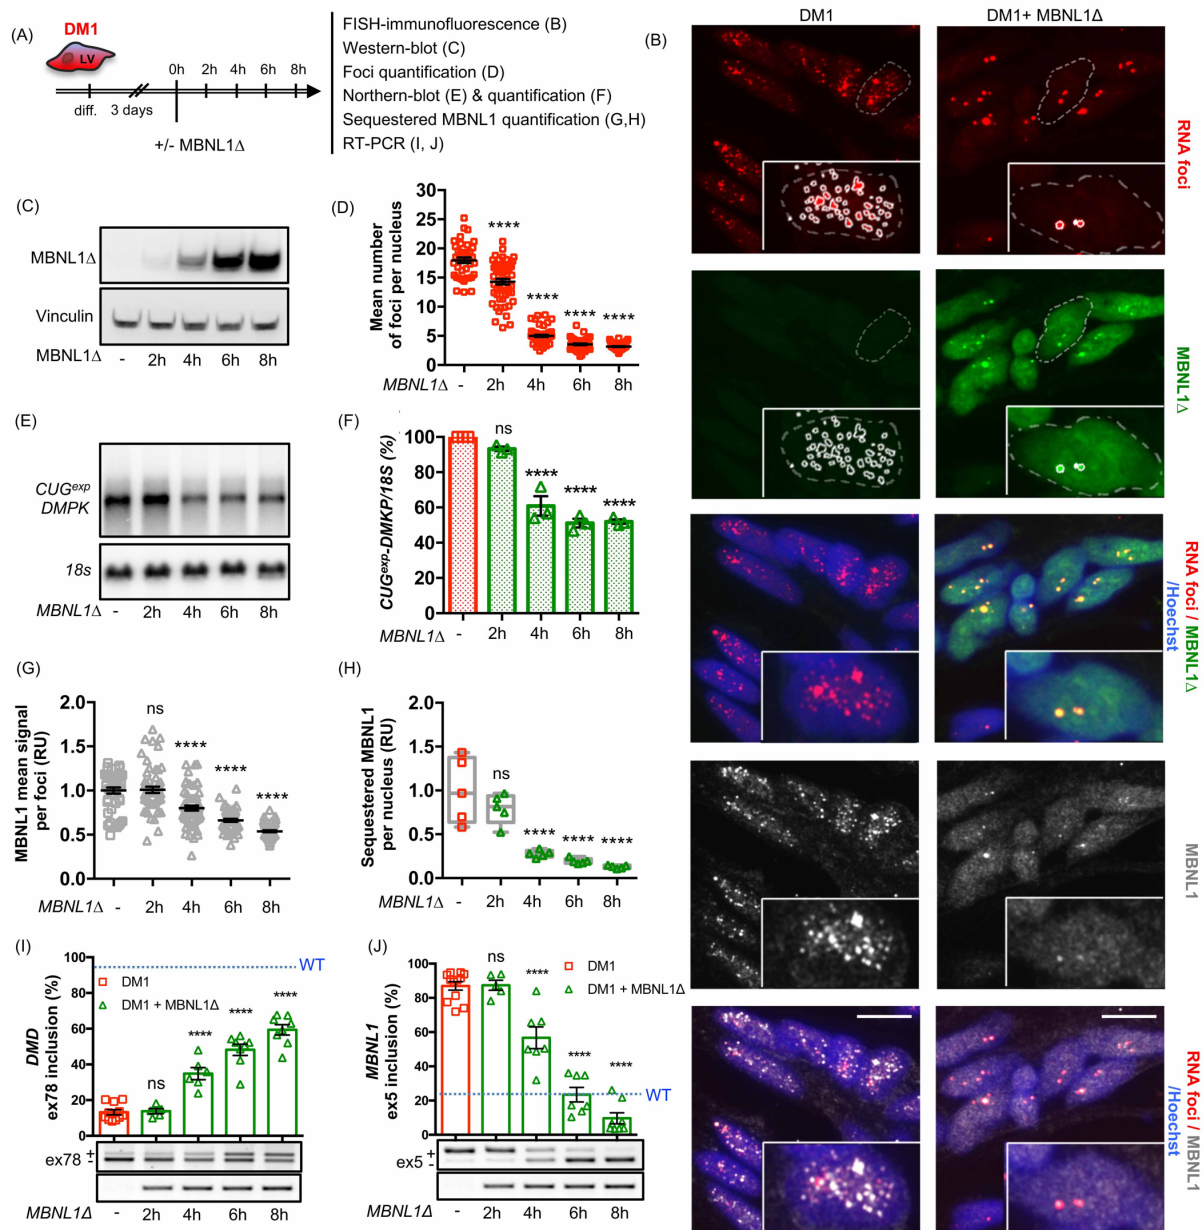 (A)
DM1
LV
diff.
3 days
0h 2h 4h 6h 8h
+/- MBNL1Δ
FISH-immunofluorescence (B)
Western-blot (C)
Foci quantification (D)
Northern-blot (E) & quantification (F)
Sequestered MBNL1 quantification (G,H)
RT-PCR (I, J)
(B)
DM1
DM1+ MBNL1Δ
RNA foci
MBNL1Δ
RNA foci / MBNL1Δ
/Hoechst
MBNL1
RNA foci / MBNL1
/Hoechst
(C)
MBNL1Δ
Vinculin
MBNL1Δ - 2h 4h 6h 8h
(D)
Mean number
of foci per nucleus
30
25
20
15
10
5
0
****
****
****
****
MBNL1Δ - 2h 4h 6h 8h
(E)
CUGexp
DMPK
18s
MBNL1Δ - 2h 4h 6h 8h
(F)
CUGexp-DMKP/18S (%)
100
80
60
40
20
0
ns
****
****
****
MBNL1Δ - 2h 4h 6h 8h
(G)
MBNL1 mean signal
per foci (RU)
2.0
1.5
1.0
0.5
0.0
ns
****
****
****
MBNL1Δ - 2h 4h 6h 8h
(H)
Sequestered MBNL1
per nucleus (RU)
2.0
1.5
1.0
0.5
0.0
ns
****
****
****
MBNL1Δ - 2h 4h 6h 8h
(I)
DMD
ex78 inclusion (%)
100
80
60
40
20
0
WT
DM1
DM1 + MBNL1Δ
ns
****
****
****
ex78 +
-
MBNL1Δ - 2h 4h 6h 8h
(J)
MBNL1
ex5 inclusion (%)
100
80
60
40
20
0
WT
DM1
DM1 + MBNL1Δ
ns
****
****
****
ex5 +
-
MBNL1Δ - 2h 4h 6h 8h